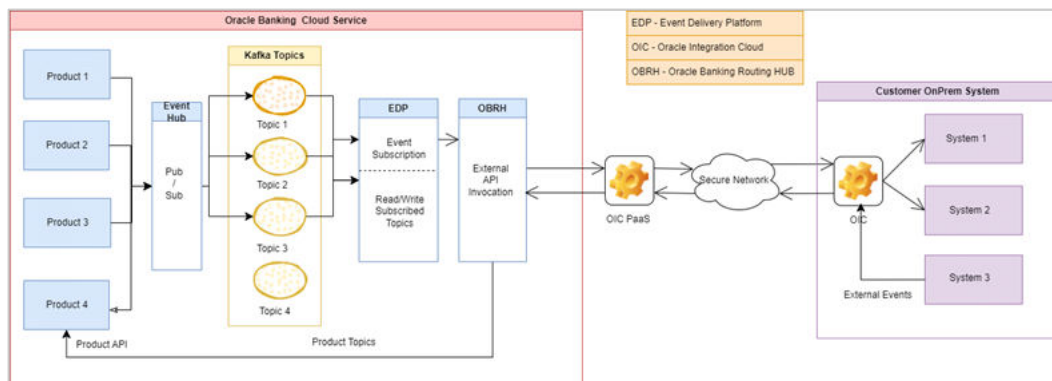 Oracle Banking Cloud Service
EDP - Event Delivery Platform
OIC - Oracle Integration Cloud
OBRH - Oracle Banking Routing HUB
Product 1
Product 2
Product 3
Product 4
Event
Hub
Pub
/
Sub
Kafka Topics
Topic 1
Topic 2
Topic 3
Topic 4
EDP
Event
Subscription
Read/Write
Subscribed
Topics
OBRH
External
API
Invocation
Product API
Product Topics
OIC PaaS
Secure Network
Customer OnPrem System
OIC
System 1
System 2
System 3
External Events